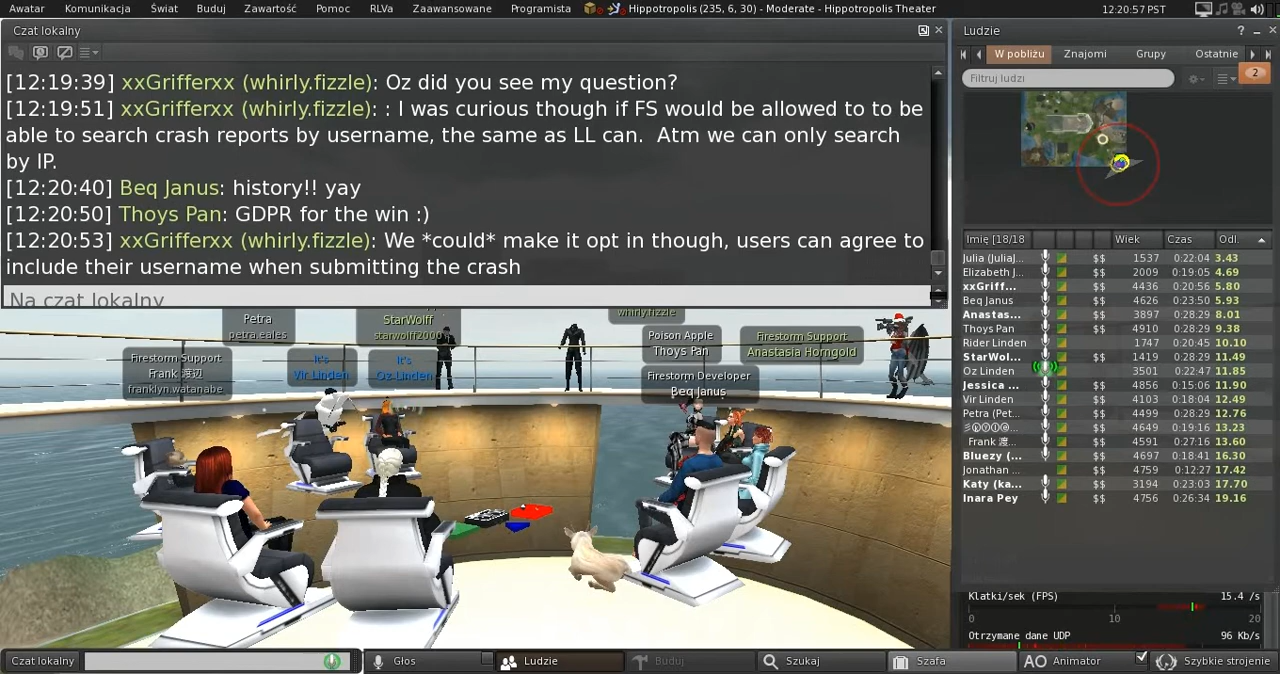 Awatar Komunikacja Świat Buduj Zawartość Pomoc RLVa Zaawansowane Programista Hippotropolis (235, 6, 30) - Moderate - Hippotropolis Theater 12:20:57 PST
Czat lokalny
[12:19:39] xxGrifferxx (whirly.fizzle): Oz did you see my question?
[12:19:51] xxGrifferxx (whirly.fizzle): : I was curious though if FS would be allowed to to be
able to search crash reports by username, the same as LL can. Atm we can only search
by IP.
[12:20:40] Beq Janus: history!! yay
[12:20:50] Thoys Pan: GDPR for the win :)
[12:20:53] xxGrifferxx (whirly.fizzle): We *could* make it opt in though, users can agree to
include their username when submitting the crash
Na czat lokalny
Petra
petra.eales
StarWolff
starwolff2000
whirly.fizzle
Poison Apple
Thoys Pan
Firestorm Support
Anastasia Horngold
Firestorm Support
Frank 渡辺
franklyn.watanabe
It's
Vir Linden
It's
Oz Linden
Firestorm Developer
Beq Janus
Ludzie
? _ ×
W pobliżu Znajomi Grupy Ostatnie
2
Filtruj ludzi
Imię [18/18 Wiek Czas Odl.
Julia (JuliaJ... $$ 1537 0:22:04 3.43
Elizabeth J... $$ 2009 0:19:05 4.69
xxGriff... $$ 4436 0:20:56 5.80
Beq Janus $$ 4626 0:23:50 5.93
Anastas... $$ 3897 0:28:29 8.01
Thoys Pan $$ 4910 0:28:29 9.38
Rider Linden $$ 1747 0:20:45 10.10
StarWol... $$ 1419 0:28:29 11.49
Oz Linden $$ 3501 0:22:47 11.85
Jessica ... $$ 4856 0:15:06 11.90
Vir Linden $$ 4103 0:18:04 12.49
Petra (Pet... $$ 4499 0:28:29 12.76
$$ 4649 0:19:16 13.23
Frank 渡... $$ 4591 0:27:16 13.60
Bluezy (... $$ 4697 0:18:41 16.30
Jonathan ... $$ 4759 0:12:27 17.42
Katy (ka... $$ 3194 0:23:03 17.70
Inara Pey $$ 4756 0:26:34 19.16
Klatki/sek (FPS) 15.4 /s
0 10 20
Otrzymane dane UDP 96 Kb/s
Czat lokalny Głos Ludzie Buduj Szukaj Szafa AO Animator Szybkie strojenie